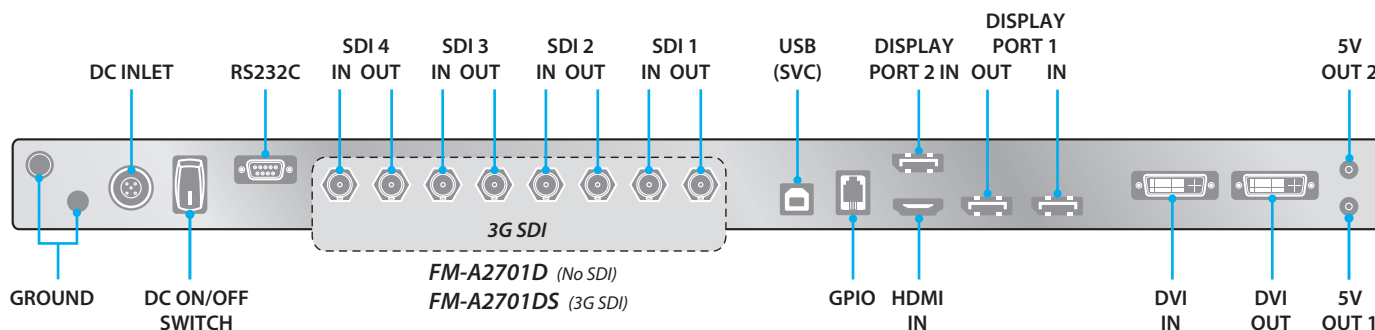 DC INLET
RS232C
SDI 4
IN OUT
SDI 3
IN OUT
SDI 2
IN OUT
SDI 1
IN OUT
USB
(SVC)
DISPLAY
PORT 2 IN
DISPLAY
PORT 1
OUT IN
5V
OUT 2
3G SDI
FM-A2701D (No SDI)
FM-A2701DS (3G SDI)
GROUND
DC ON/OFF
SWITCH
GPIO
HDMI
IN
DVI
IN
DVI
OUT
5V
OUT 1